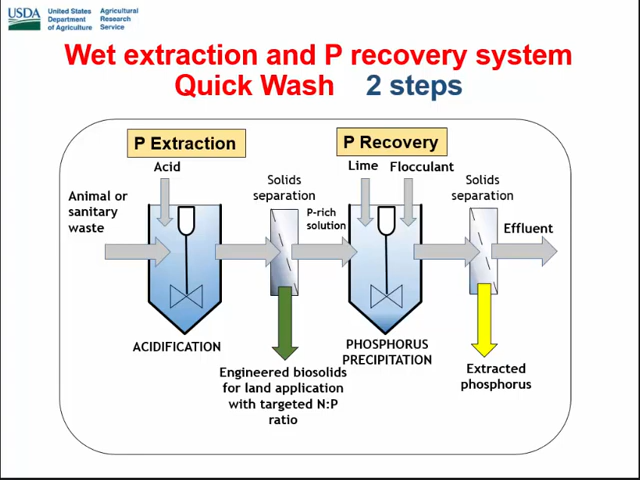 USDA
United States
Department
of Agriculture
Agricultural
Research
Service
Wet extraction and P recovery system
Quick Wash 2 steps
P Extraction
P Recovery
Acid
Lime
Flocculant
Solids
separation
Solids
separation
Animal or
sanitary
waste
P-rich
solution
Effluent
ACIDIFICATION
PHOSPHORUS
PRECIPITATION
Engineered biosolids
for land application
with targeted N:P
ratio
Extracted
phosphorus